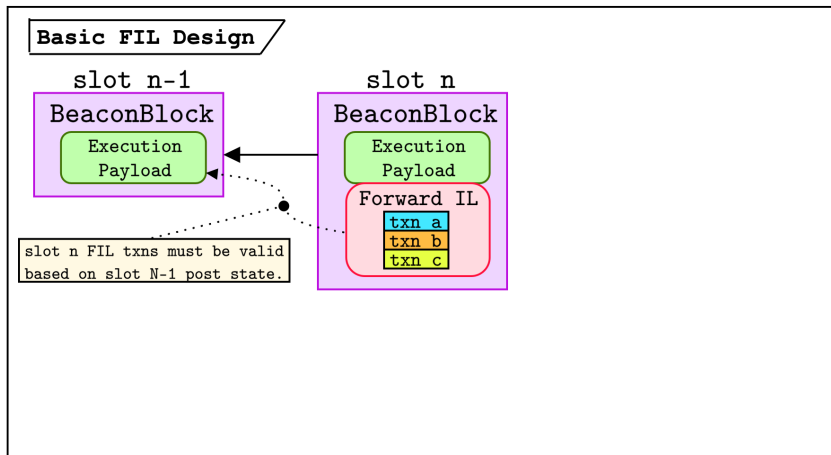 Basic FIL Design
slot n-1
BeaconBlock
Execution
Payload
slot n
BeaconBlock
Execution
Payload
Forward IL
txn a
txn b
txn c
slot n FIL txns must be valid
based on slot N-1 post state.